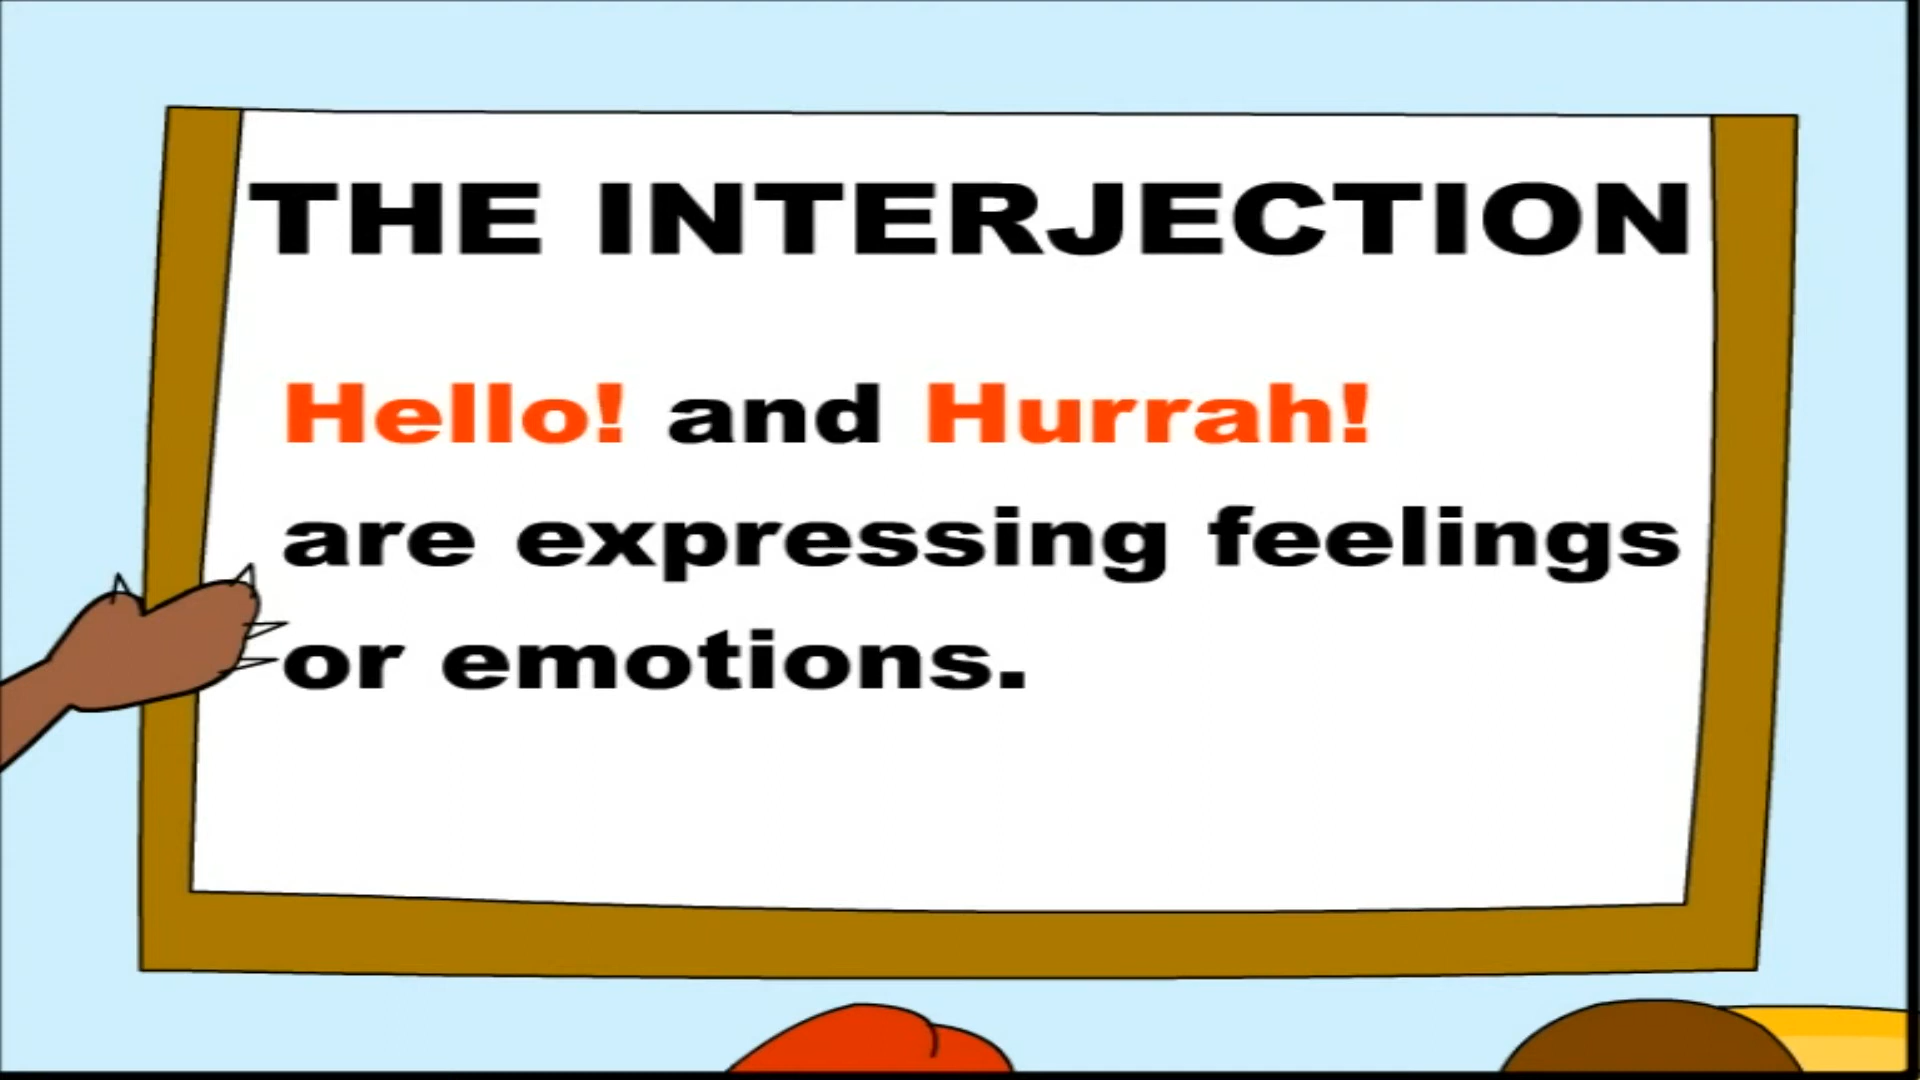 THE INTERJECTION
Hello! and Hurrah!
are expressing feelings
or emotions.